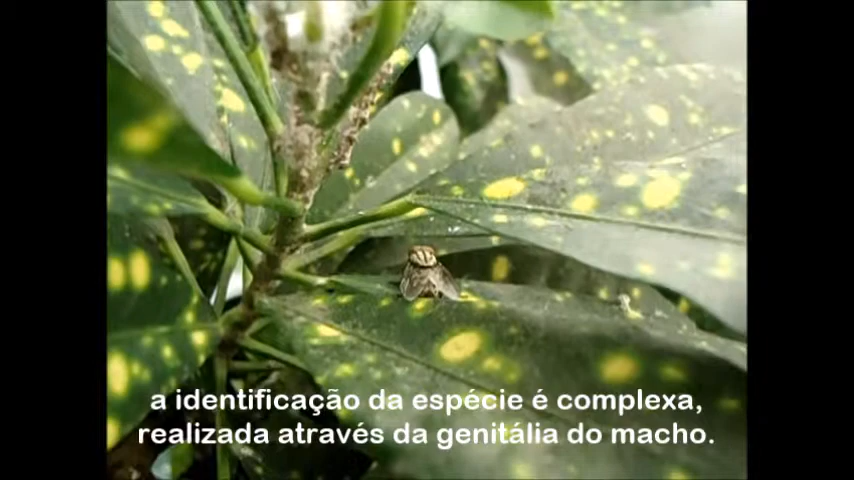 a identificação da espécie é complexa,
realizada através da genitália do macho.